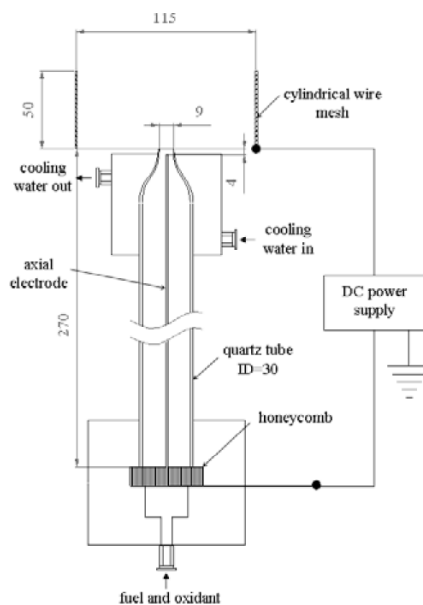 115
50
9
cylindrical wire
mesh
cooling
water out
4
cooling
water in
axial
electrode
DC power
supply
270
quartz tube
ID=30
honeycomb
fuel and oxidant